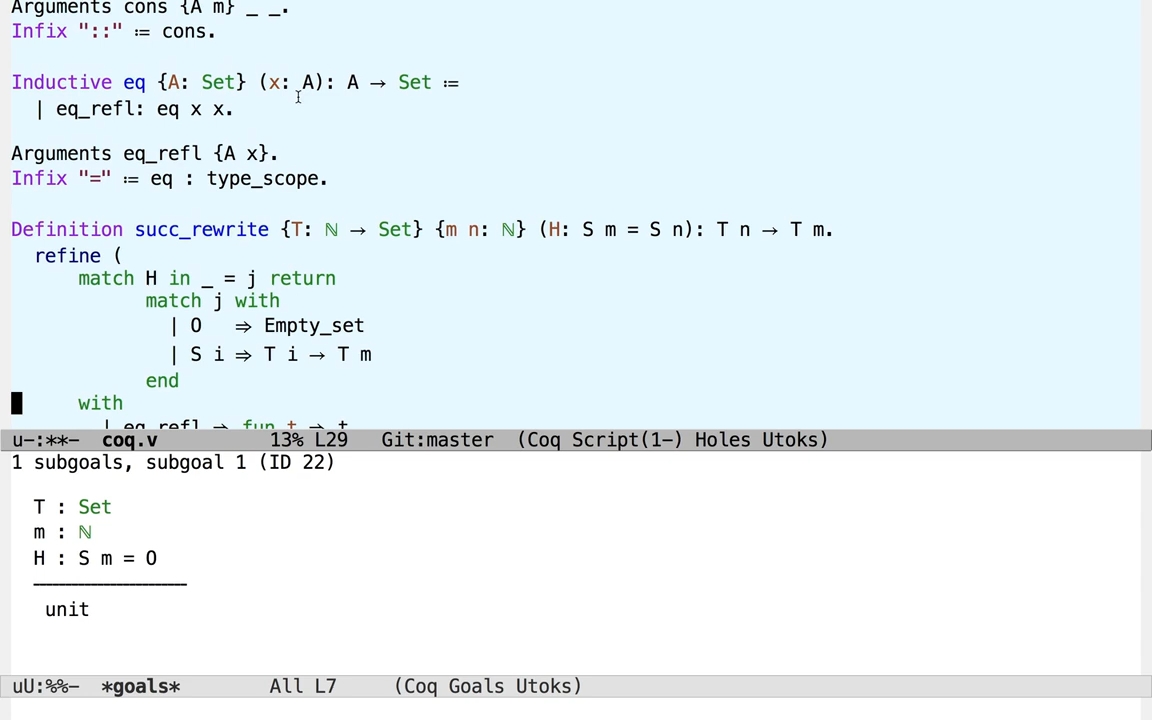 Arguments cons {A m} _ _.
Infix "::" ≔ cons.
Inductive eq {A: Set} (x: A): A → Set ≔
| eq_refl: eq x x.
Arguments eq_refl {A x}.
Infix "=" ≔ eq : type_scope.
Definition succ_rewrite {T: ℕ → Set} {m n: ℕ} (H: S m = S n): T n → T m.
refine (
match H in _ = j return
match j with
| O ⇒ Empty_set
| S i ⇒ T i → T m
end
with
| eq_refl ⇒ fun t ⇒ t
u-:**- coq.v 13% L29 Git:master (Coq Script(1-) Holes Utoks)
1 subgoals, subgoal 1 (ID 22)
T : Set
m : ℕ
H : S m = O
unit
uU:%%- *goals* All L7 (Coq Goals Utoks)